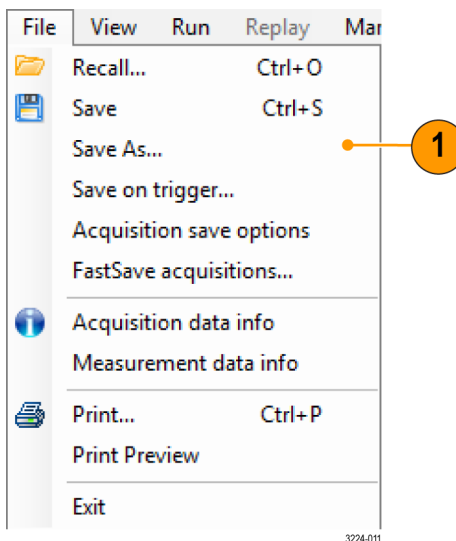 File View Run Replay Mar
Recall... Ctrl+O
Save Ctrl+S
Save As...
1
Save on trigger...
Acquisition save options
FastSave acquisitions...
Acquisition data info
Measurement data info
Print... Ctrl+P
Print Preview
Exit
3224-011